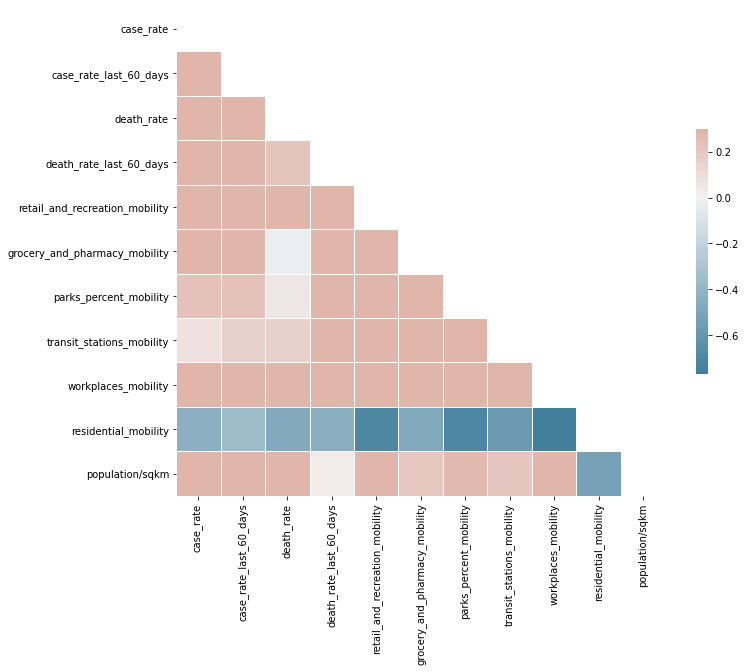 case_rate
case_rate_last_60_days
death_rate
death_rate_last_60_days
retail_and_recreation_mobility
grocery_and_pharmacy_mobility
parks_percent_mobility
transit_stations_mobility
workplaces_mobility
residential_mobility
population/sqkm
0.2
0.0
−0.2
−0.4
−0.6
case_rate
case_rate_last_60_days
death_rate
death_rate_last_60_days
retail_and_recreation_mobility
grocery_and_pharmacy_mobility
parks_percent_mobility
transit_stations_mobility
workplaces_mobility
residential_mobility
population/sqkm